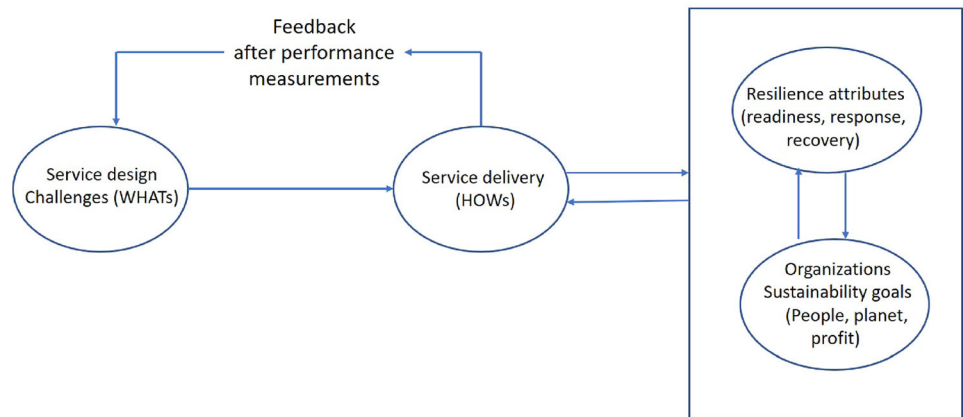 Feedback
after performance
measurements
Service design
Challenges (WHATs)
Service delivery
(HOWs)
Resilience attributes
(readiness, response,
recovery)
Organizations
Sustainability goals
(People, planet,
profit)